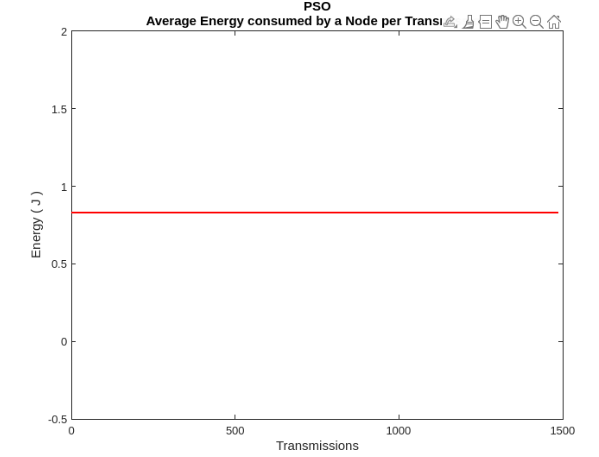 PSO
Average Energy consumed by a Node per
2
1.5
1
0.5
0
-0.5
Energy ( J )
0 500 1000 1500
Transmissions